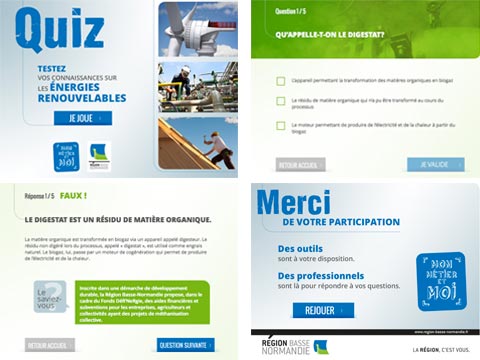 Quiz
TESTEZ
VOS CONNAISSANCES SUR
LES ÉNERGIES
RENOUVELABLES
JE JOUE
MON
MÉTIER
ET
MOI
Question 1 / 5
QU'APPELLE-T-ON LE DIGESTAT?
L'appareil permettant la transformation des matières organiques en biogaz
Le résidu de matière organique qui n'a pu être transformé au cours du
processus
Le moteur permettant de produire de l'électricité et de la chaleur à partir du
biogaz
RETOUR ACCUEIL
JE VALIDE
Réponse 1 / 5 FAUX !
LE DIGESTAT EST UN RÉSIDU DE MATIÈRE ORGANIQUE.
La matière organique est transformée en biogaz via un appareil appelé digesteur. Le
résidu non digéré lors du processus, appelé « digestat », est utilisé comme engrais
naturel. Le biogaz, lui, passe par un moteur de cogénération qui permet de produire
de l'électricité et de la chaleur.
Le
saviez-
vous
?
Inscrite dans une démarche de développement
durable, la Région Basse-Normandie propose, dans le
cadre du Fonds Défi'NeRgie, des aides financières et
subventions pour les entreprises, agriculteurs et
collectivités ayant des projets de méthanisation
collective.
RETOUR ACCUEIL
QUESTION SUIVANTE
Merci
DE VOTRE PARTICIPATION
Des outils
sont à votre disposition.
Des professionnels
sont là pour répondre à vos questions.
REJOUER
MON
MÉTIER
ET
MOI
www.region-basse-normandie.fr
RÉGION BASSE
NORMANDIE
LA RÉGION, C'EST VOUS.